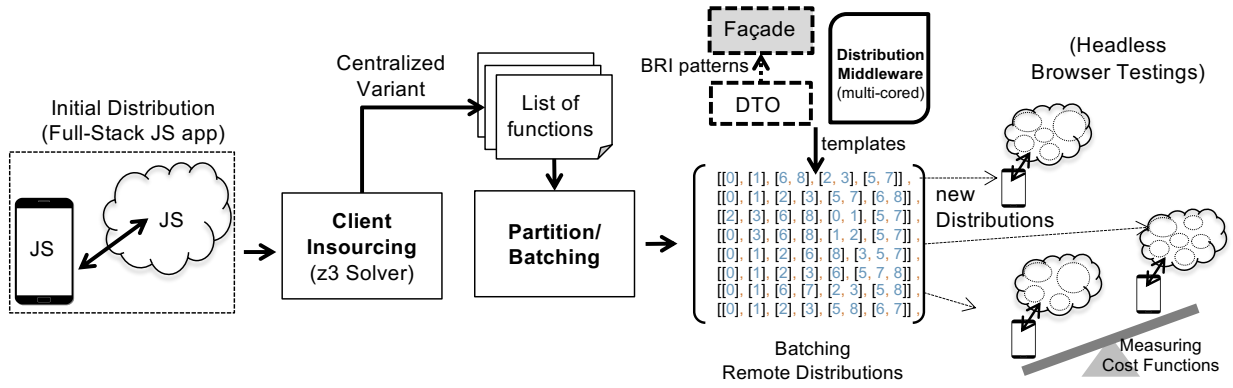 Initial Distribution
(Full-Stack JS app)
JS
JS
Client
Insourcing
(z3 Solver)
Centralized
Variant
List of
functions
Partition/
Batching
Façade
BRI patterns
DTO
Distribution
Middleware
(multi-cored)
templates
[[0], [1], [6, 8], [2, 3], [5, 7]] ,
[[0], [1], [2], [3], [5, 7], [6, 8]] ,
[[2], [3], [6], [8], [0, 1], [5, 7]] ,
[[0], [3], [6], [8], [1, 2], [5, 7]] ,
[[0], [1], [2], [6], [8], [3, 5, 7]] ,
[[0], [1], [2], [3], [6], [5, 7, 8]] ,
[[0], [1], [6], [7], [2, 3], [5, 8]] ,
[[0], [1], [2], [3], [5, 8], [6, 7]] ,
Batching
Remote Distributions
new
Distributions
(Headless
Browser Testings)
Measuring
Cost Functions